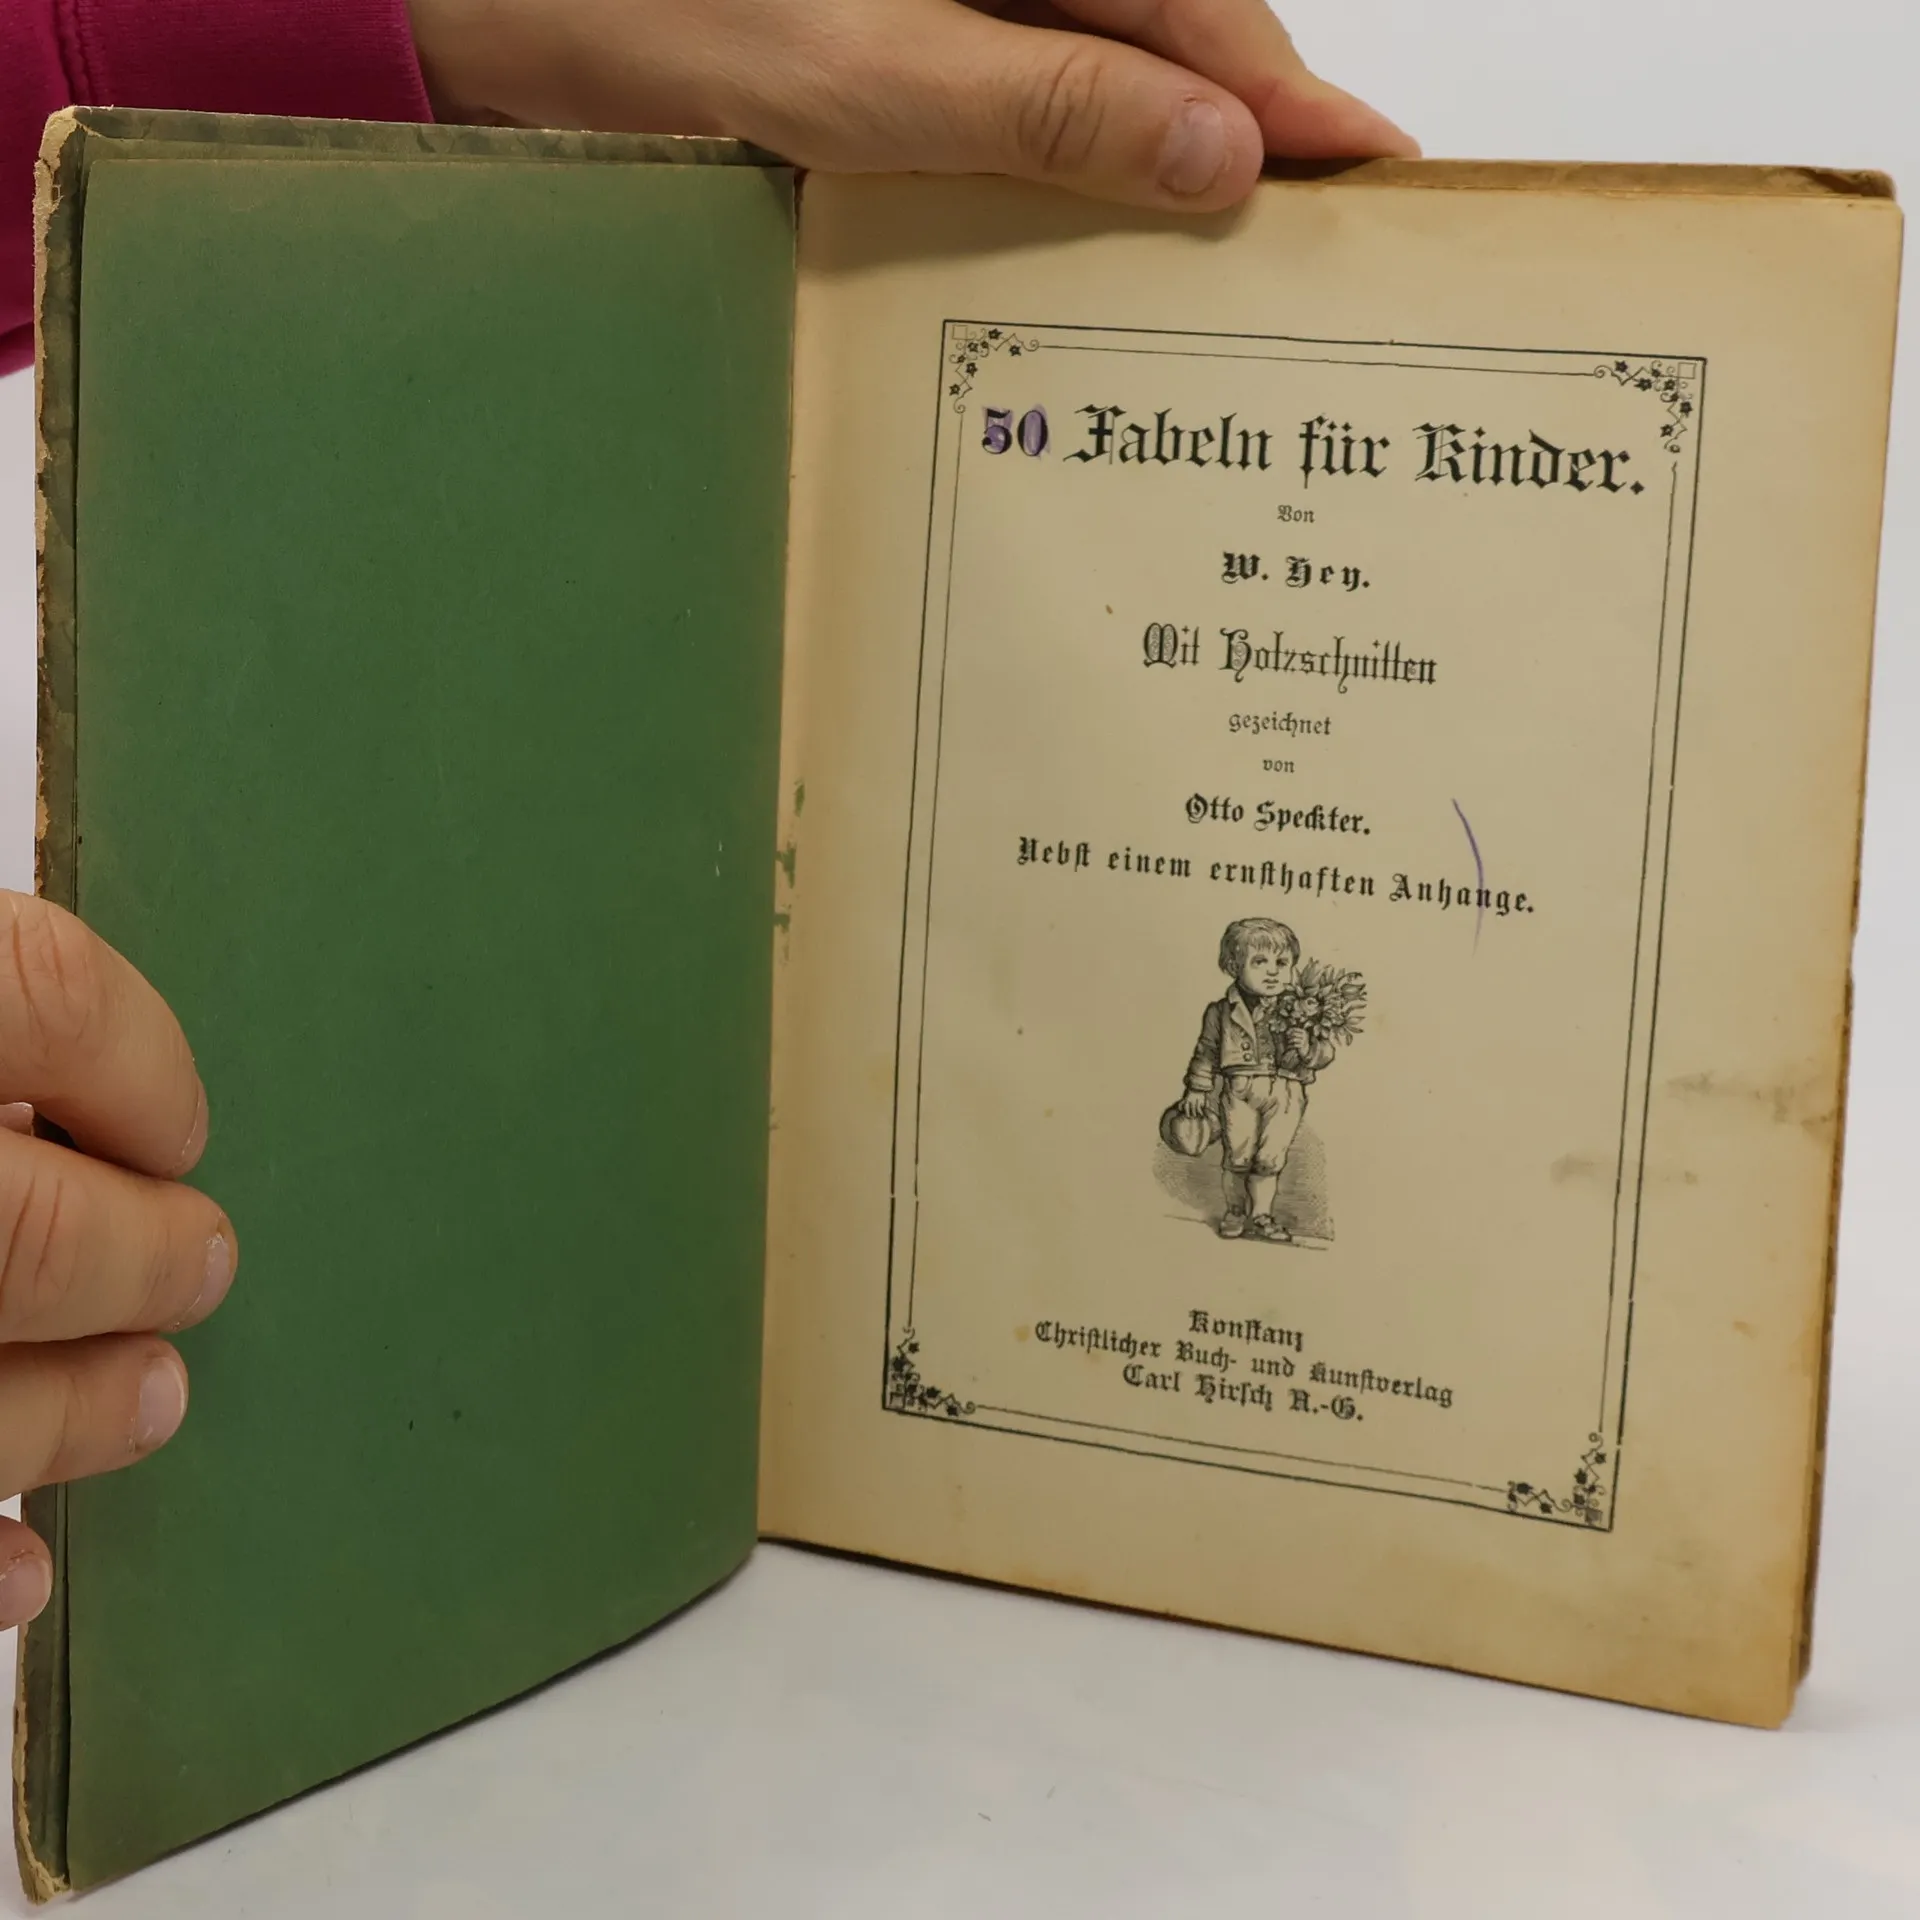 50 Fabeln für Kinder.
Von
W. Hey.
Mit Holzschnitten
gezeichnet
von
Otto Speckter.
Nebst einem ernsthaften Anhange.
Konstanz
Christlicher Buch- und Kunstverlag
Carl Hirsch A.-G.